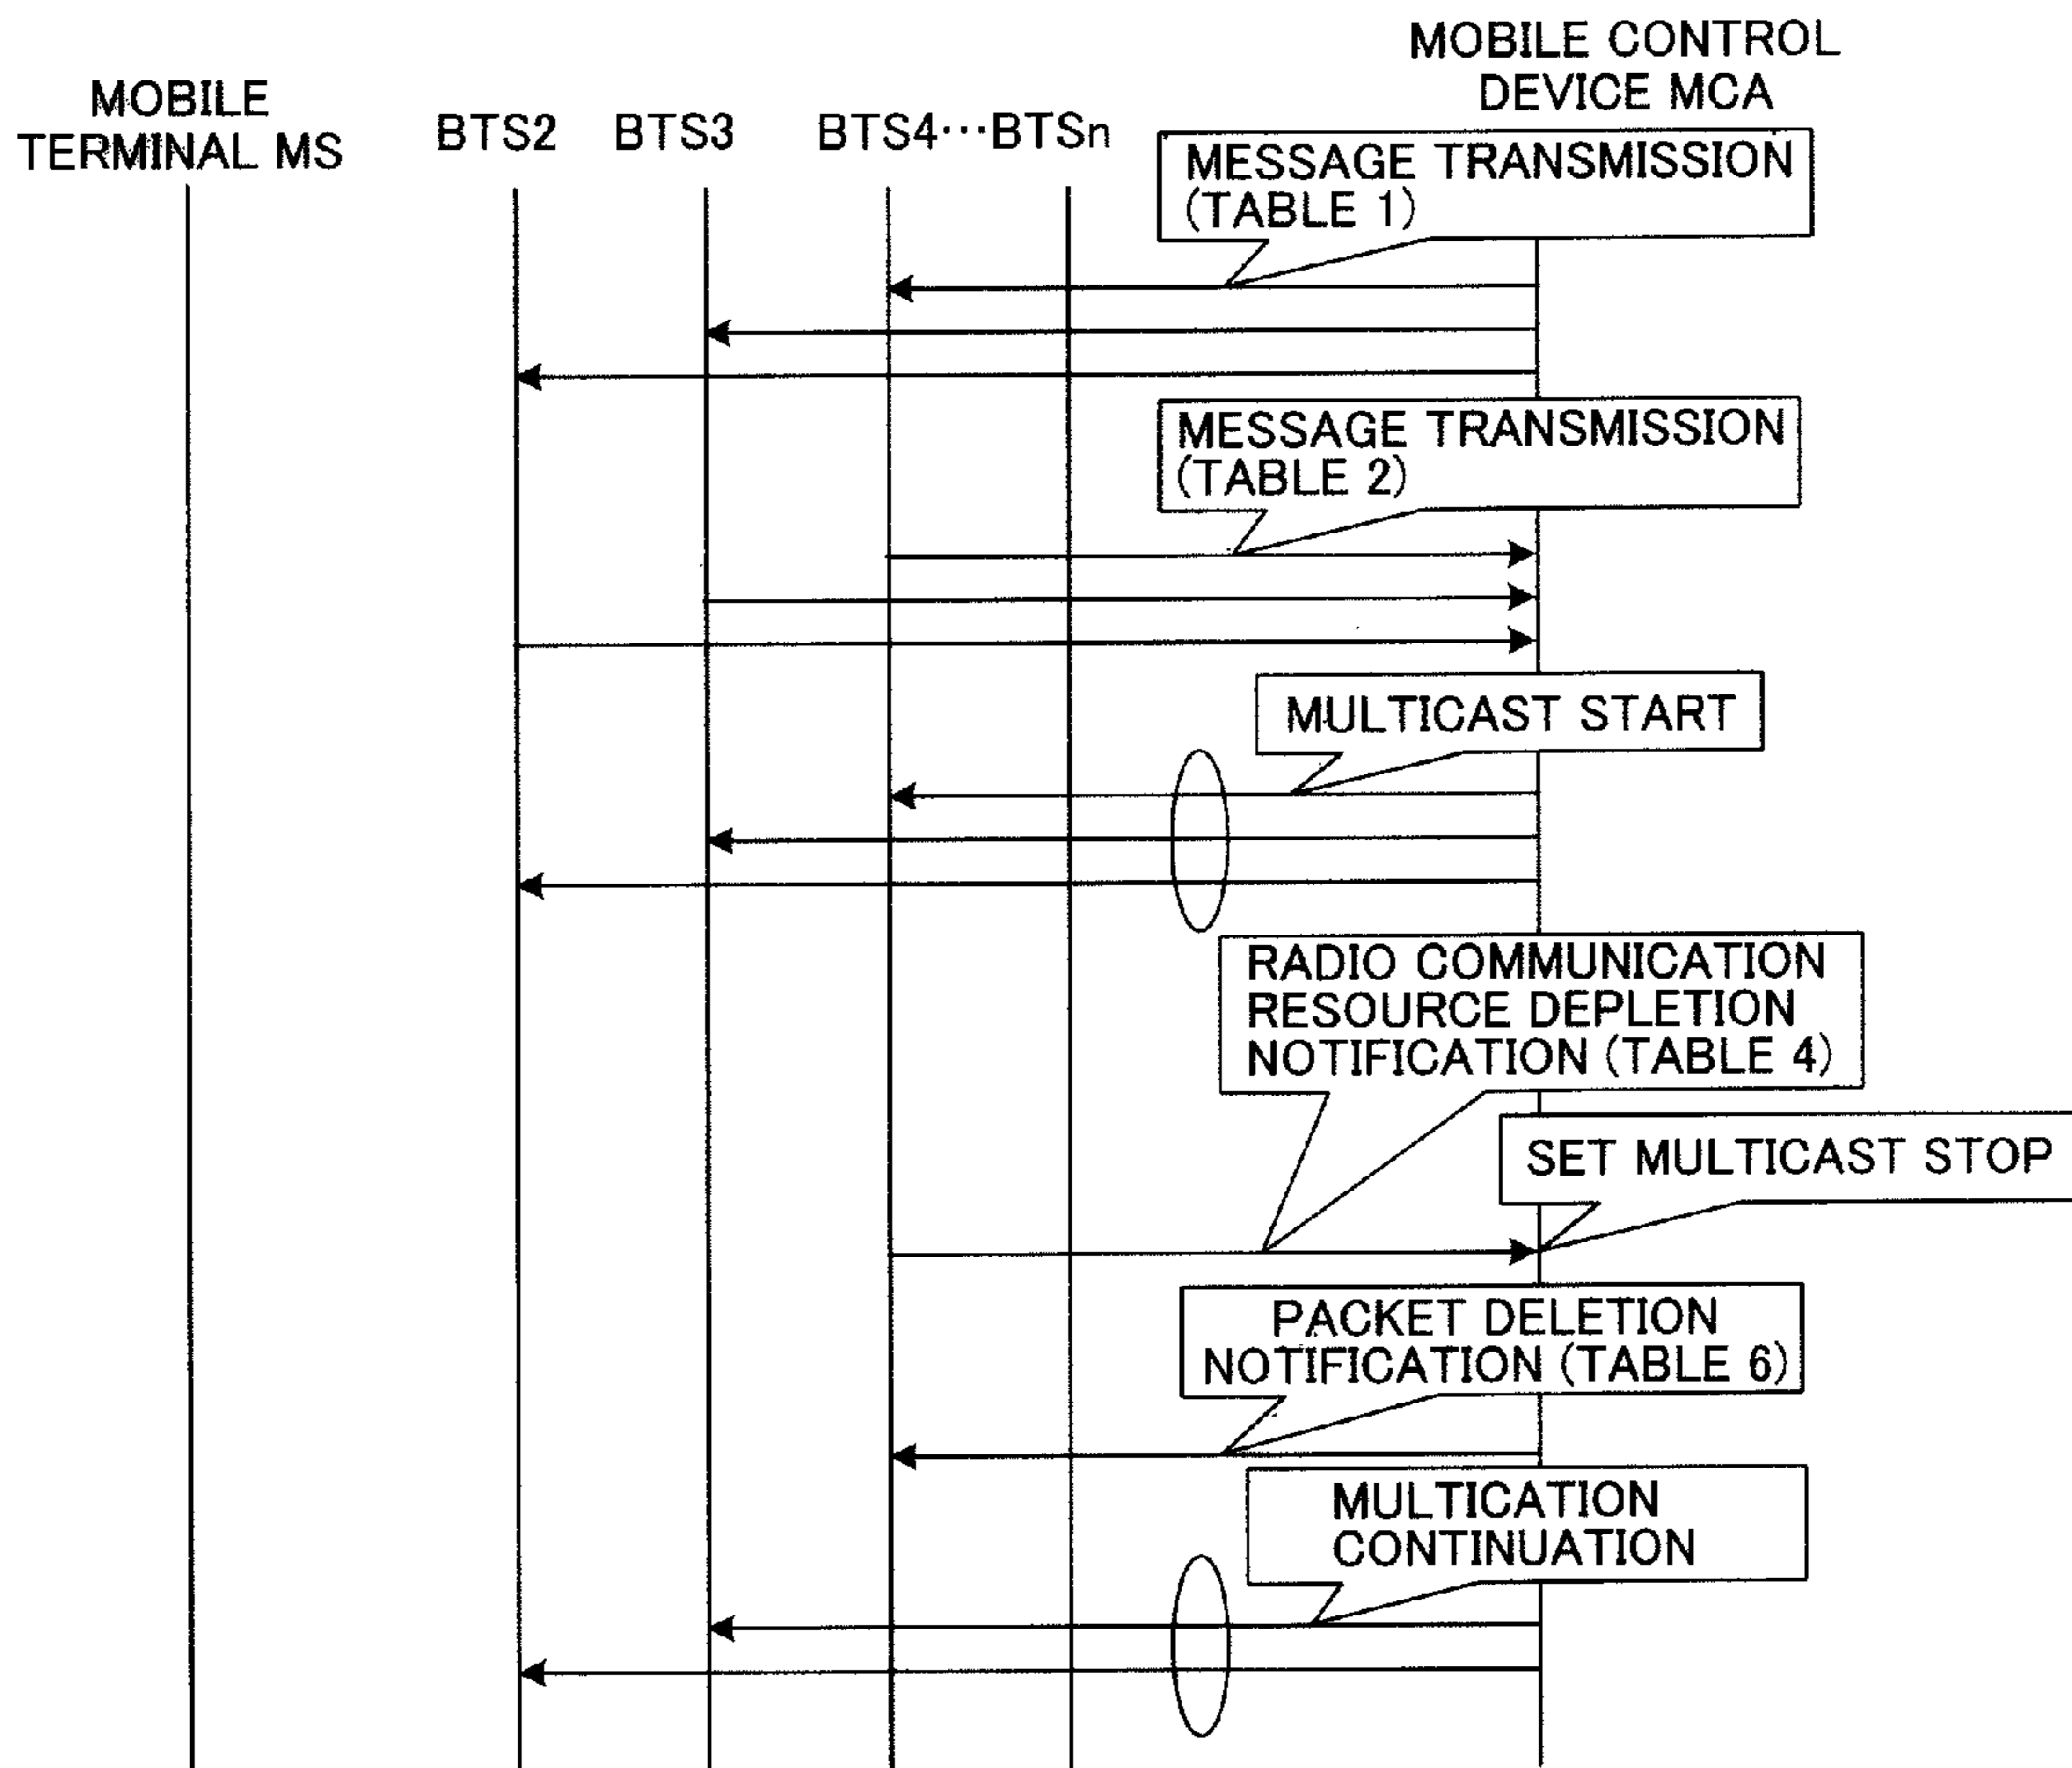 MOBILE CONTROL
DEVICE MCA
MOBILE
TERMINAL MS
BTS2
BTS3
BTS4···BTSn
MESSAGE TRANSMISSION
(TABLE 1)
MESSAGE TRANSMISSION
(TABLE 2)
MULTICAST START
RADIO COMMUNICATION
RESOURCE DEPLETION
NOTIFICATION (TABLE 4)
SET MULTICAST STOP
PACKET DELETION
NOTIFICATION (TABLE 6)
MULTICATION
CONTINUATION